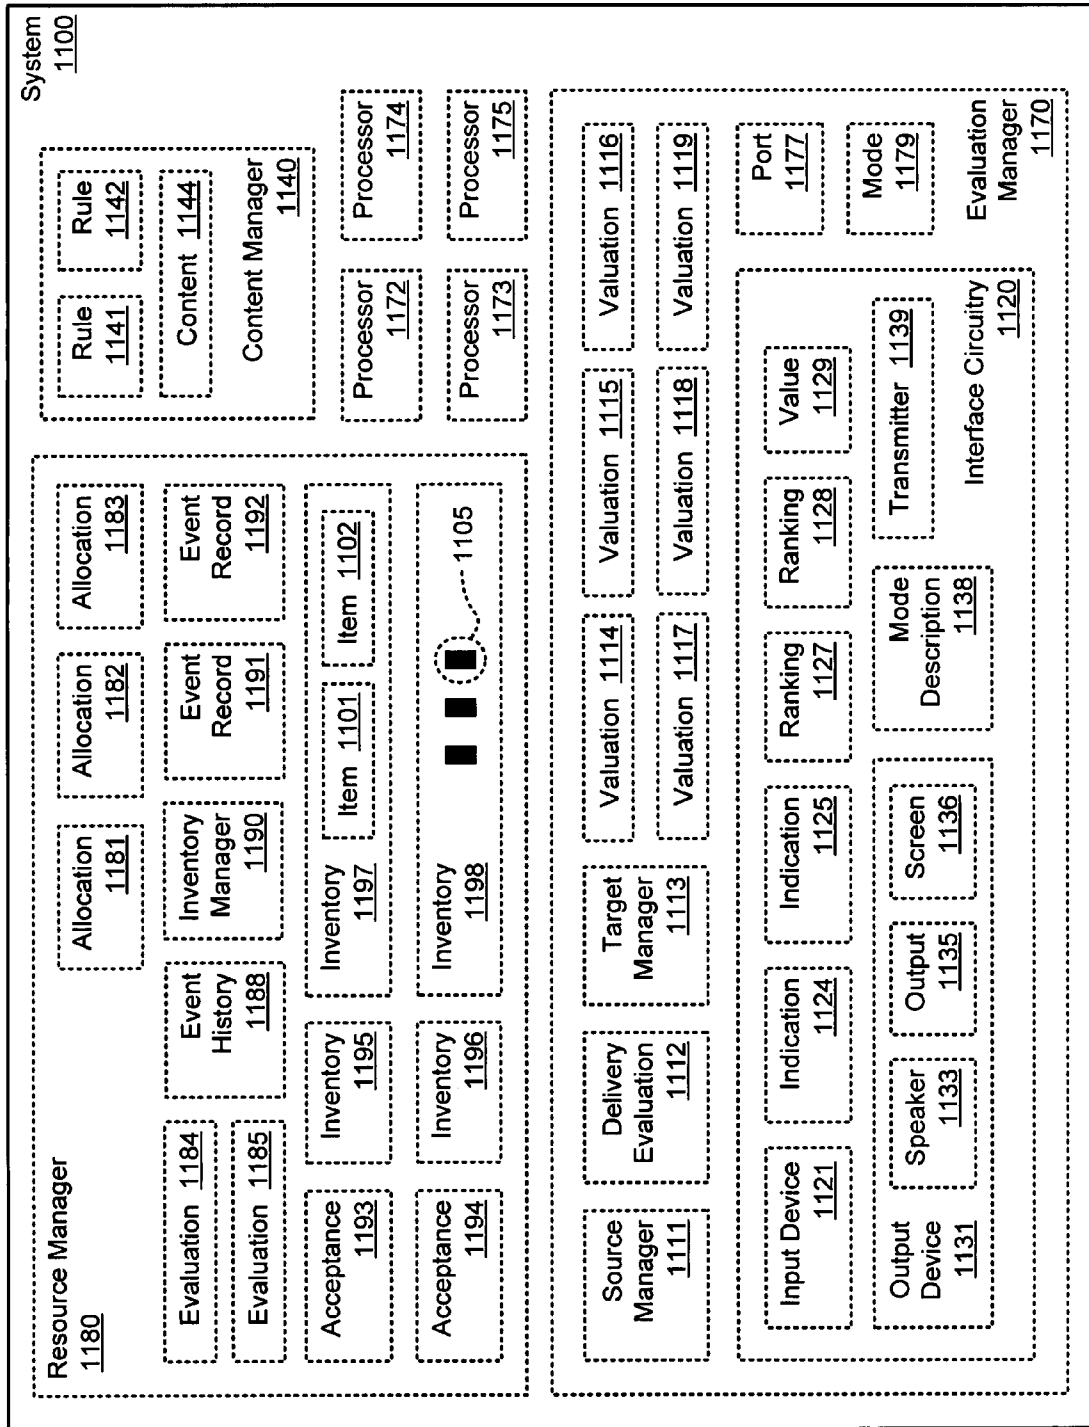 System
1100
Resource Manager
1180
Allocation
1181
Allocation
1182
Allocation
1183
Evaluation 1184
Evaluation 1185
Event
History
1188
Inventory
Manager
1190
Event
Record
1191
Event
Record
1192
Acceptance
1193
Inventory
1195
Inventory
1197
Item 1101
Item 1102
Acceptance
1194
Inventory
1196
Inventory
1198
1105
Rule
1141
Rule
1142
Content 1144
Content Manager
1140
Processor
1172
Processor
1174
Processor
1173
Processor
1175
Source
Manager
1111
Delivery
Evaluation
1112
Target
Manager
1113
Valuation 1114
Valuation 1115
Valuation 1116
Valuation 1117
Valuation 1118
Valuation 1119
Input Device
1121
Indication
1124
Indication
1125
Ranking
1127
Ranking
1128
Value
1129
Output
Device
1131
Speaker
1133
Output
1135
Screen
1136
Mode
Description
1138
Transmitter 1139
Interface Circuitry
1120
Port
1177
Mode
1179
Evaluation
Manager
1170